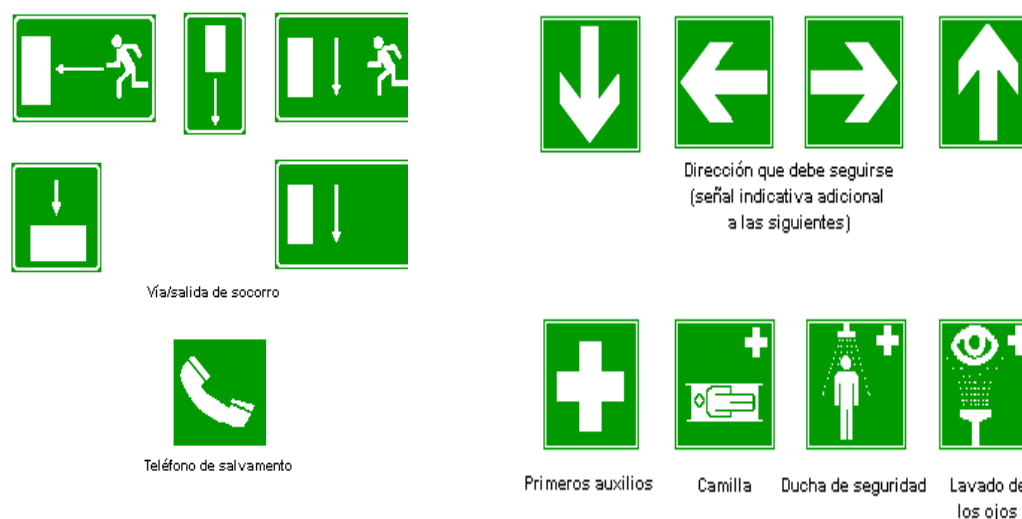 Vía/salida de socorro
Teléfono de salvamento
Dirección que debe seguirse
(señal indicativa adicional
a las siguientes)
Primeros auxilios
Camilla
Ducha de seguridad
Lavado de
los ojos